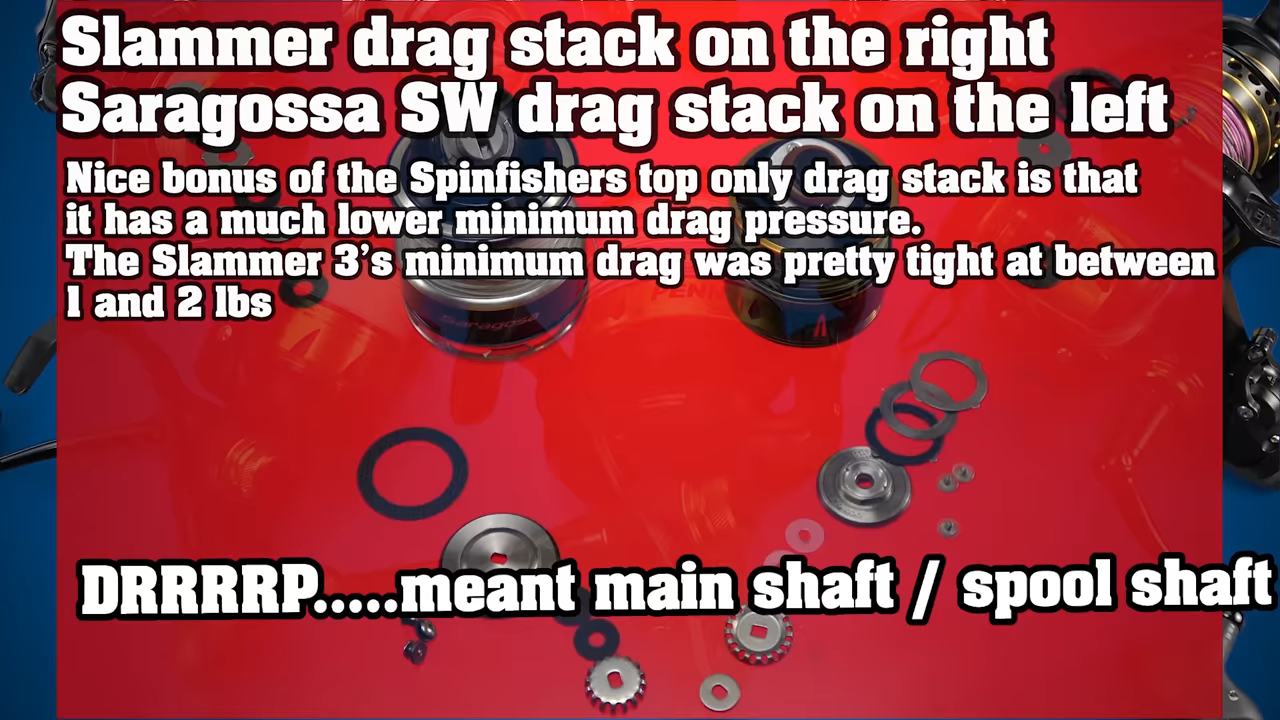 Slammer drag stack on the right
Saragossa SW drag stack on the left
Nice bonus of the Spinfishers top only drag stack is that
it has a much lower minimum drag pressure.
The Slammer 3's minimum drag was pretty tight at between
1 and 2 lbs
Saragosa
PENN
DRRRRP.....meant main shaft / spool shaft